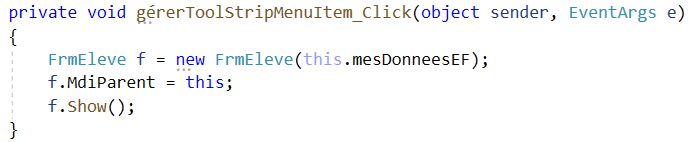 private void gérerToolStripMenuItem_Click(object sender, EventArgs e)
{
FrmEleve f = new FrmEleve(this.mesDonneesEF);
f.MdiParent = this;
f.Show();
}